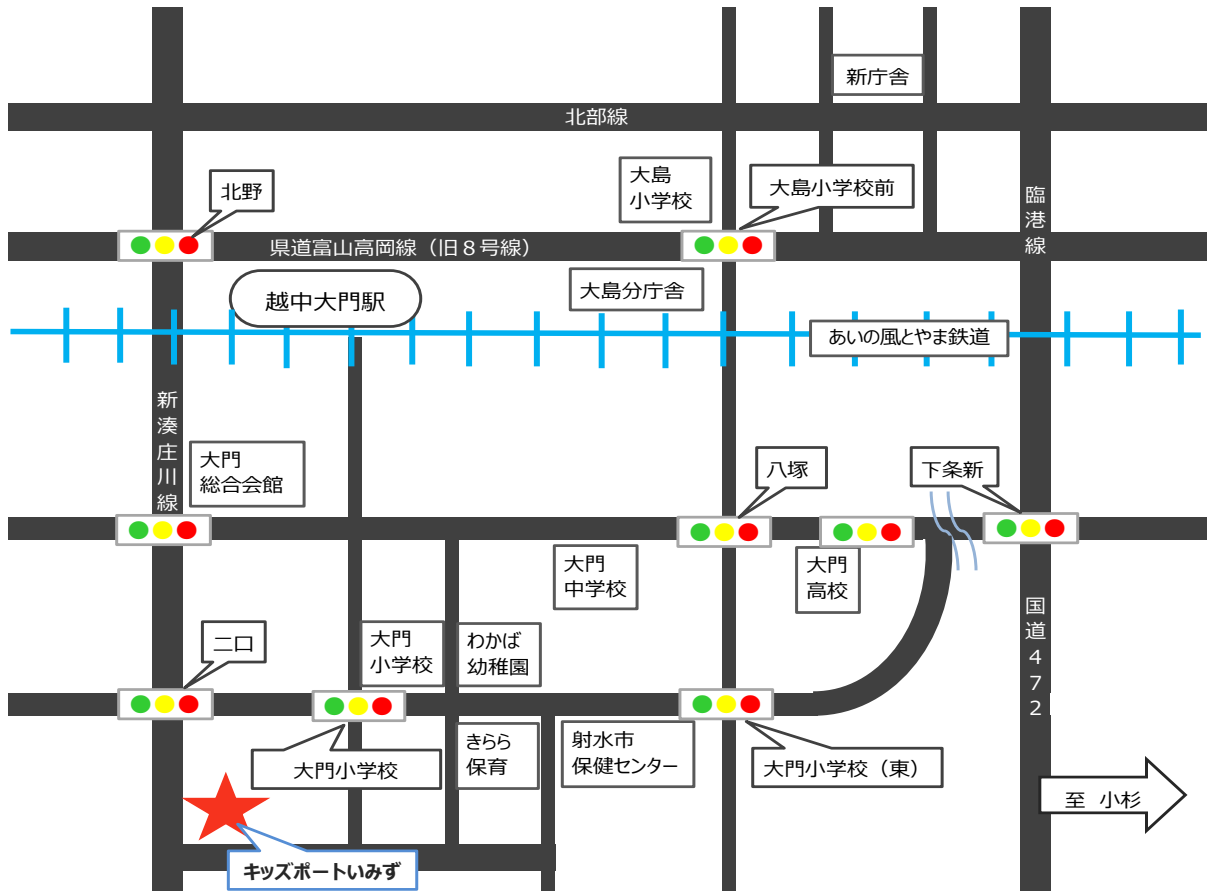 新庁舎
北部線
大島
小学校
大島小学校前
北野
臨港線
県道富山高岡線（旧８号線）
越中大門駅
大島分庁舎
あいの風とやま鉄道
新湊庄川線
大門
総合会館
八塚
下条新
大門
中学校
大門
高校
国道４７２
二口
大門
小学校
わかば
幼稚園
大門小学校
きらら
保育
射水市
保健センター
大門小学校（東）
至 小杉
キッズポートいみず